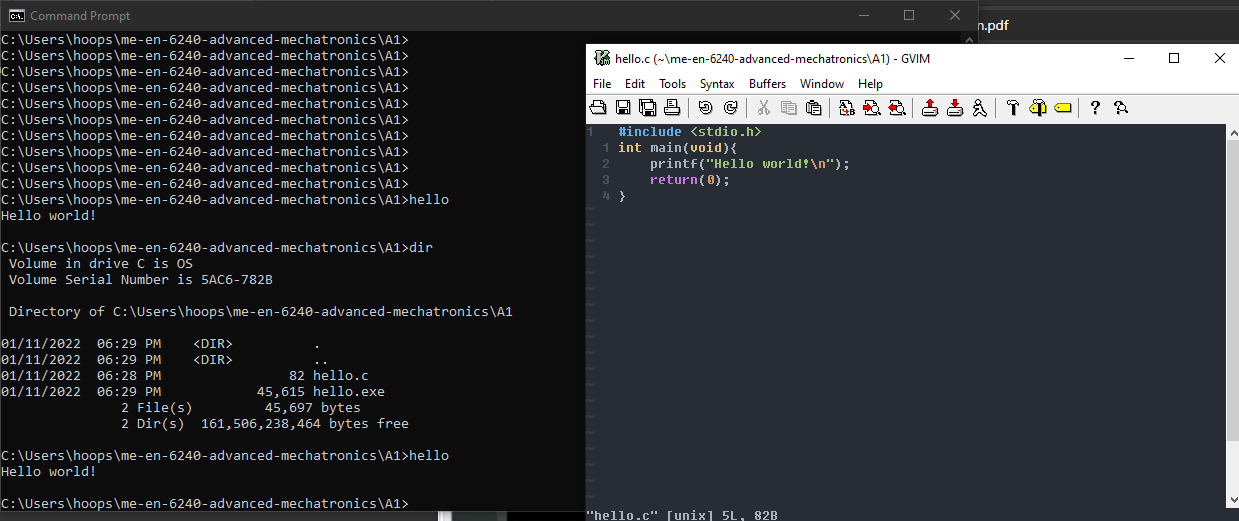 Command Prompt
n.pdf
C:\Users\hoops\me-en-6240-advanced-mechatronics\A1>
C:\Users\hoops\me-en-6240-advanced-mechatronics\A1>
C:\Users\hoops\me-en-6240-advanced-mechatronics\A1>
C:\Users\hoops\me-en-6240-advanced-mechatronics\A1>
C:\Users\hoops\me-en-6240-advanced-mechatronics\A1>
C:\Users\hoops\me-en-6240-advanced-mechatronics\A1>
C:\Users\hoops\me-en-6240-advanced-mechatronics\A1>
C:\Users\hoops\me-en-6240-advanced-mechatronics\A1>
C:\Users\hoops\me-en-6240-advanced-mechatronics\A1>
C:\Users\hoops\me-en-6240-advanced-mechatronics\A1>
C:\Users\hoops\me-en-6240-advanced-mechatronics\A1>hello
Hello world!
C:\Users\hoops\me-en-6240-advanced-mechatronics\A1>dir
 Volume in drive C is OS
 Volume Serial Number is 5AC6-782B
 Directory of C:\Users\hoops\me-en-6240-advanced-mechatronics\A1
01/11/2022  06:29 PM    <DIR>          .
01/11/2022  06:29 PM    <DIR>          ..
01/11/2022  06:28 PM                82 hello.c
01/11/2022  06:29 PM            45,615 hello.exe
               2 File(s)         45,697 bytes
               2 Dir(s)  161,506,238,464 bytes free
C:\Users\hoops\me-en-6240-advanced-mechatronics\A1>hello
Hello world!
C:\Users\hoops\me-en-6240-advanced-mechatronics\A1>
hello.c (~\me-en-6240-advanced-mechatronics\A1) - GVIM
File Edit Tools Syntax Buffers Window Help
1   #include <stdio.h>
  1 int main(void){
  2     printf("Hello world!\n");
  3     return(0);
  4 }
"hello.c" [unix] 5L, 82B